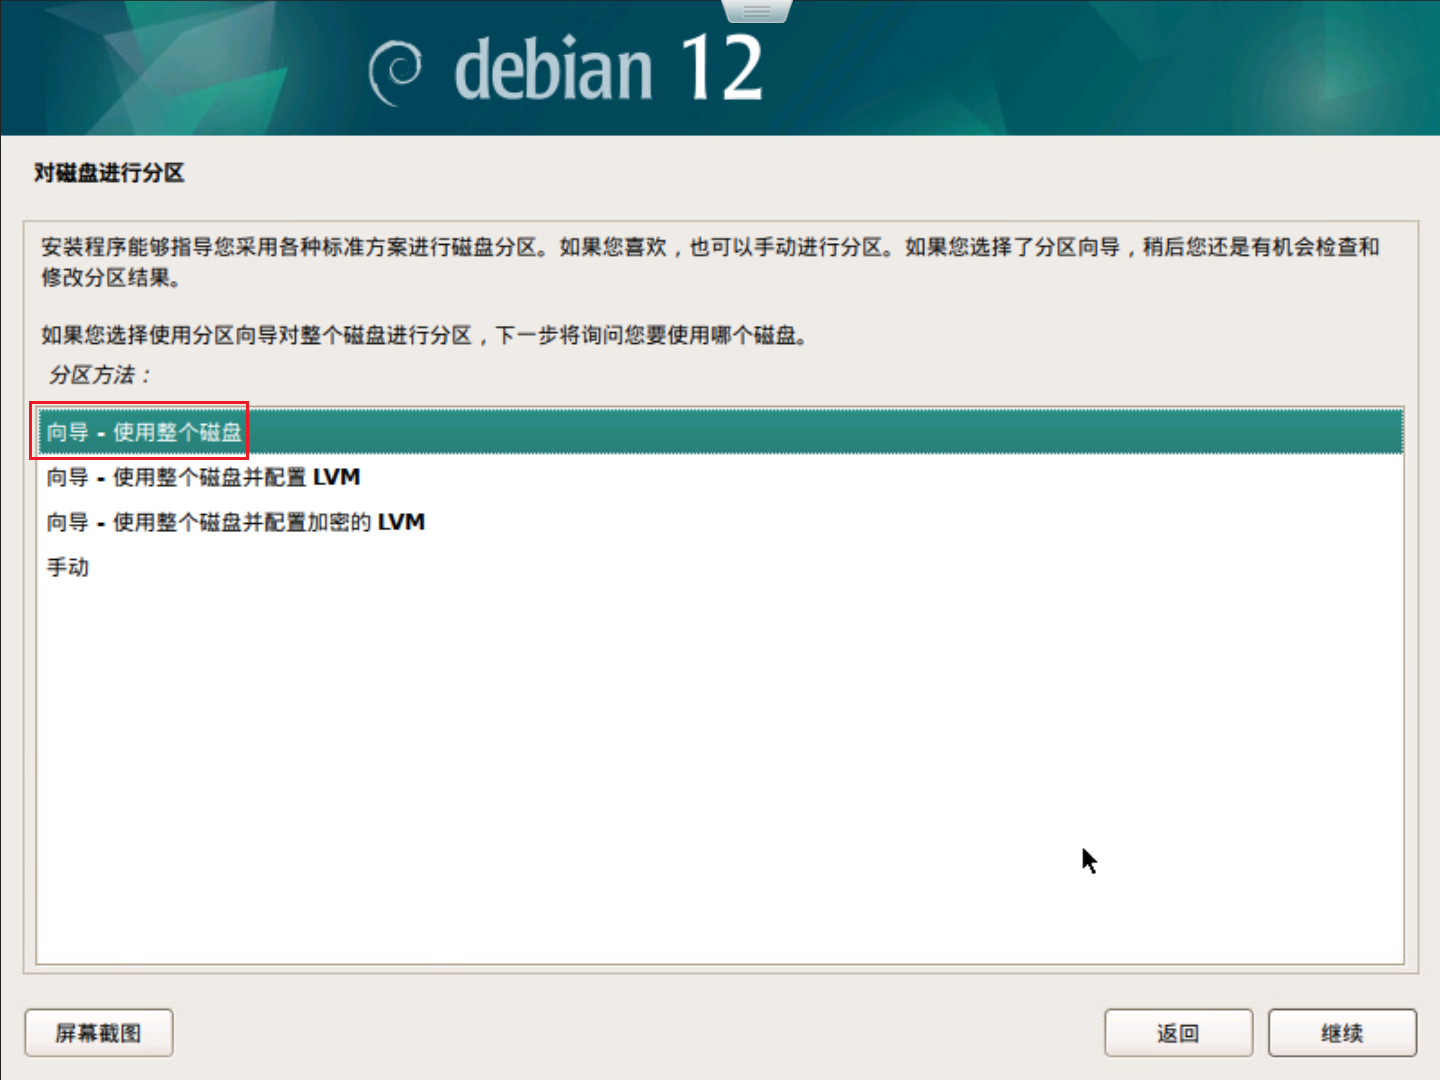 debian 12
对磁盘进行分区
安装程序能够指导您采用各种标准方案进行磁盘分区。如果您喜欢，也可以手动进行分区。如果您选择了分区向导，稍后您还是有机会检查和
修改分区结果。
如果您选择使用分区向导对整个磁盘进行分区，下一步将询问您要使用哪个磁盘。
分区方法：
向导 - 使用整个磁盘
向导 - 使用整个磁盘并配置 LVM
向导 - 使用整个磁盘并配置加密的 LVM
手动
屏幕截图
返回
继续